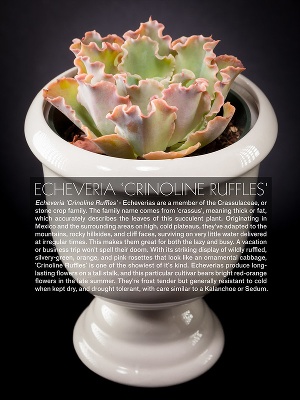 ECHEVERIA 'CRINOLINE RUFFLES'
Echeveria 'Crinoline Ruffles' - Echeverias are a member of the Crassulaceae, or
stone crop family. The family name comes from 'crassus', meaning thick or fat,
which accurately describes the leaves of this succulent plant. Originating in
Mexico and the surrounding areas on high, cold plateaus, they've adapted to the
mountains, rocky hillsides, and cliff faces, surviving on very little water delivered
at irregular times. This makes them great for both the lazy and busy. A vacation
or business trip won't spell their doom. With its striking display of wildly ruffled,
silvery-green, orange, and pink rosettes that look like an ornamental cabbage,
'Crinoline Ruffles' is one of the showiest of it's kind. Echeveria produce long-
lasting flowers on a tall stalk, and this particular cultivar bears bright red-orange
flowers in the late summer. They're frost tender but generally resistant to cold
when kept dry, and drought tolerant, with care similar to a Kalanchoe or Sedum.